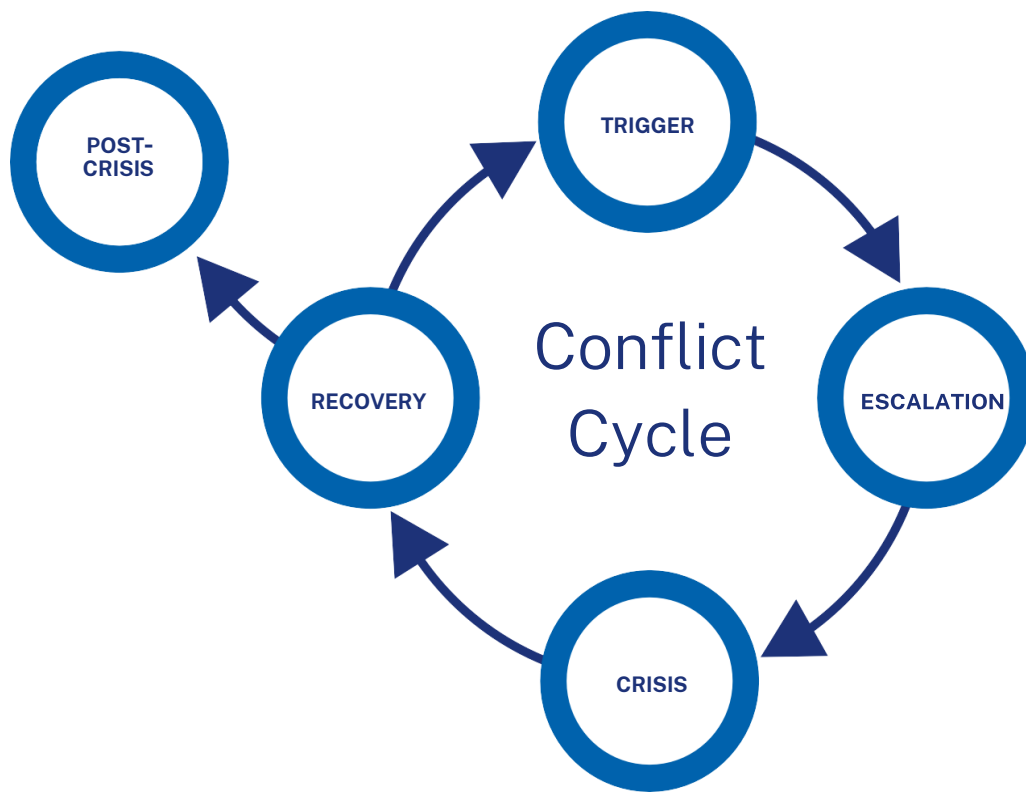 TRIGGER
POST-
CRISIS
Conflict
Cycle
RECOVERY
ESCALATION
CRISIS